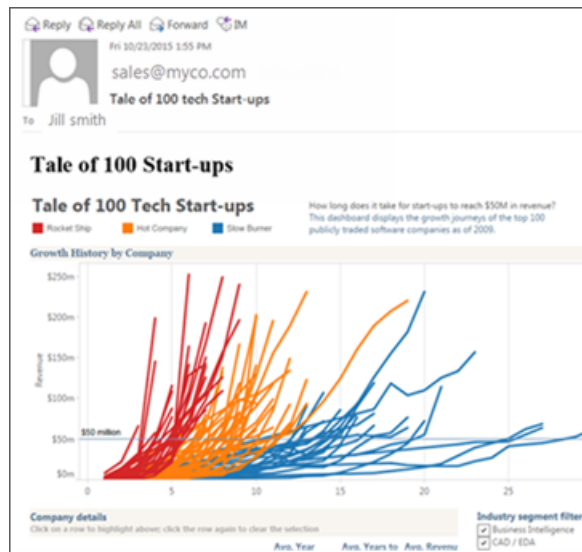 Reply Reply All Forward IM
Fri 10/23/2015 1:55 PM
sales@myco.com
Tale of 100 tech Start-ups
To Jill smith
Tale of 100 Start-ups
Tale of 100 Tech Start-ups
How long does it take for start-ups to reach $50M in revenue?
This dashboard displays the growth journeys of the top 100
publicly traded software companies as of 2009.
Rocket Ship Hot Company Slow Burner
Growth History by Company
$250m
$200m
$150m
$100m
$50m
$0m
Revenue
$50 million
0 5 10 15 20 25
Company details
Click on a row to highlight above; click the row again to clear the selection
Avg. Year Avg. Years to Avg. Revenu
Industry segment filter
Business Intelligence
CAD / EDA